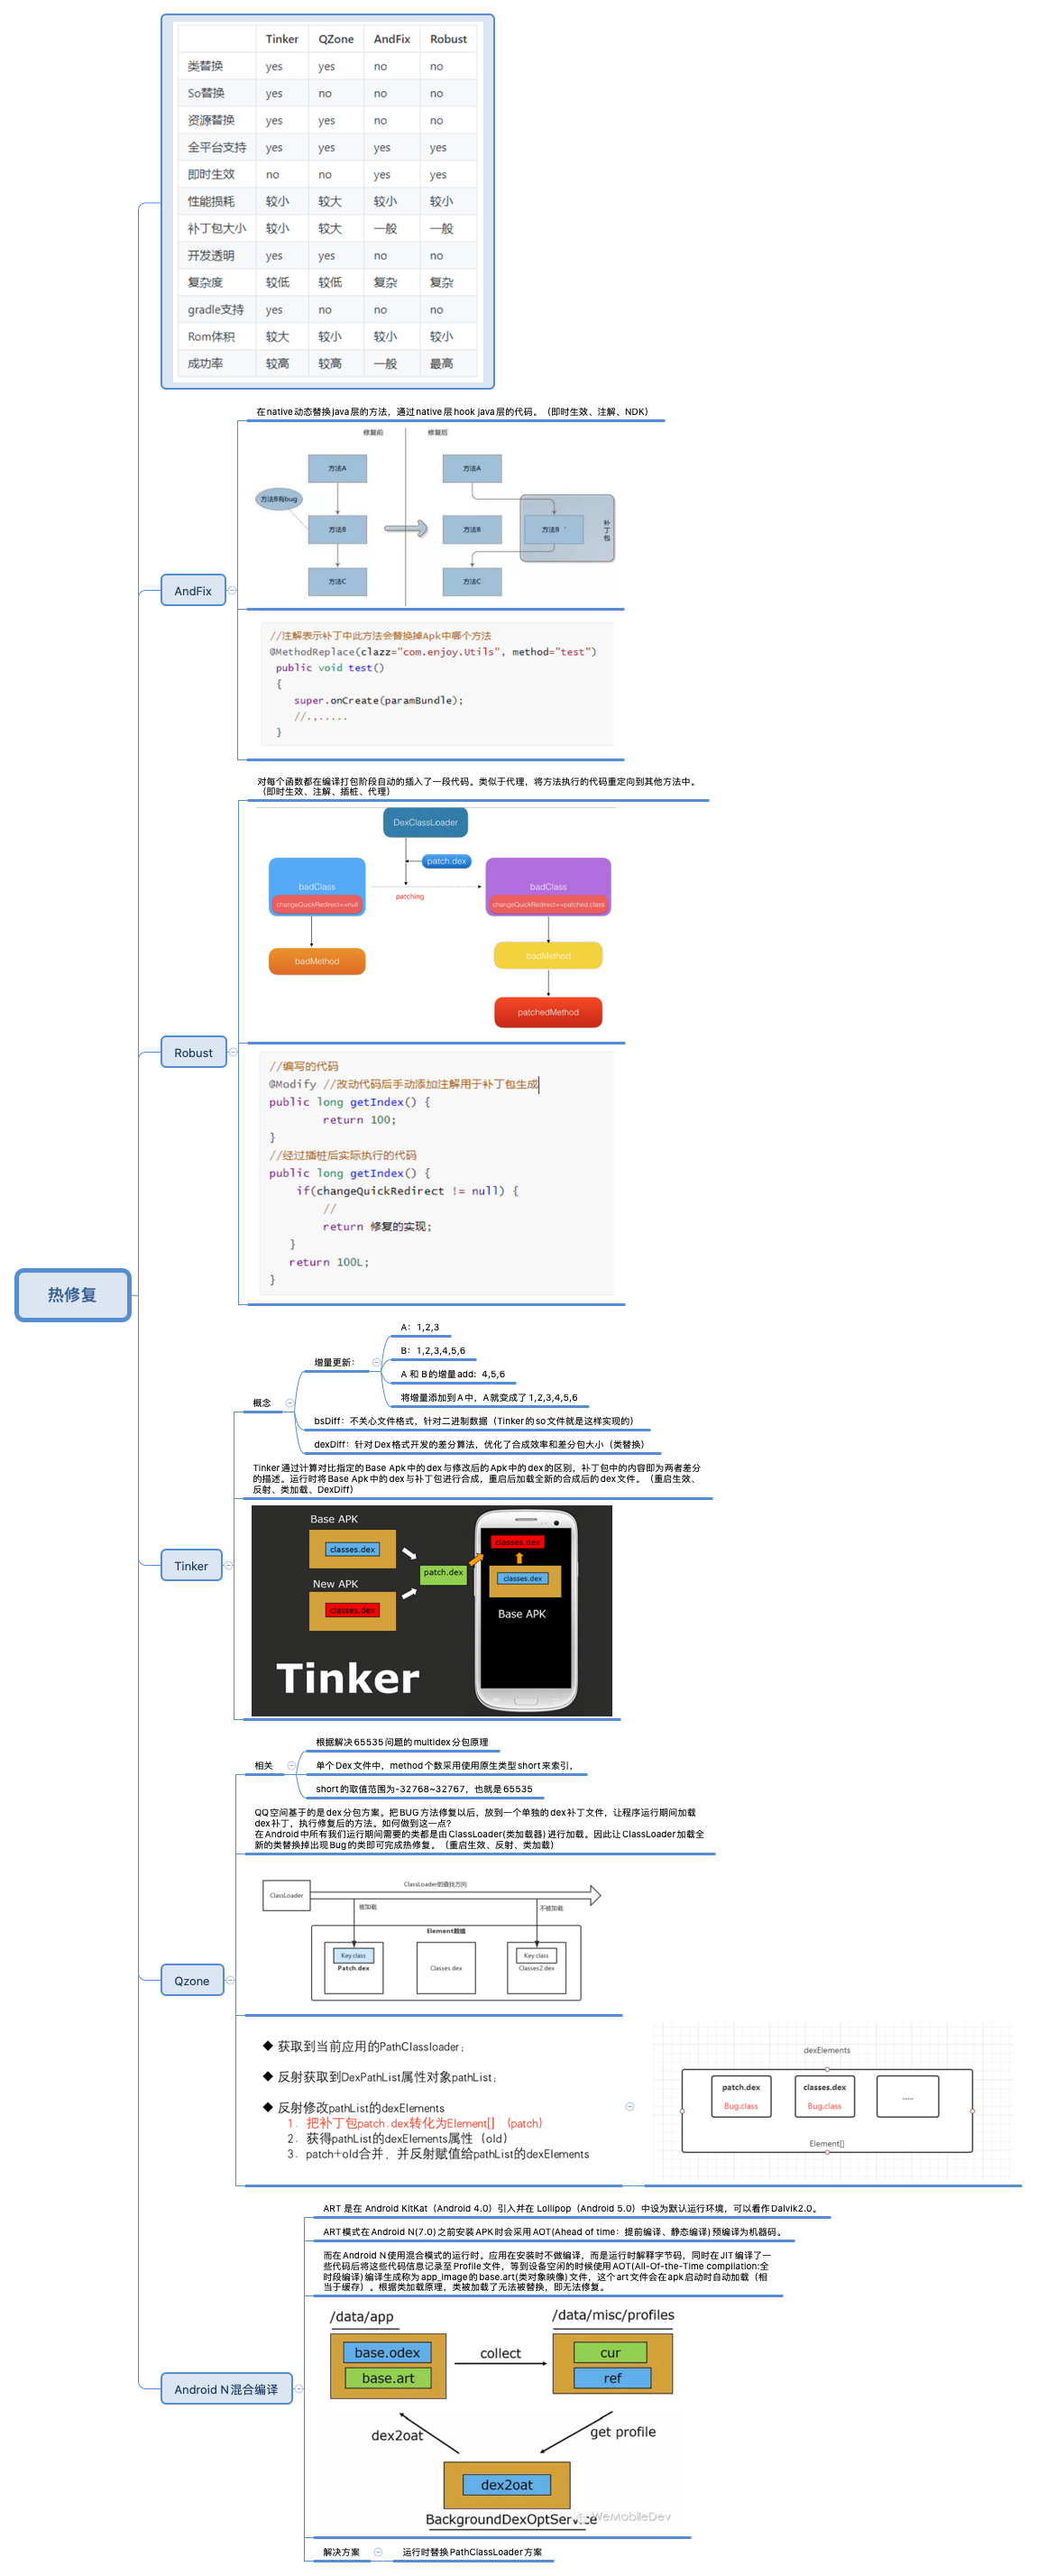 Tinker QZone AndFix Robust
类替换 yes yes no no
So替换 yes no no no
资源替换 yes yes no no
全平台支持 yes yes yes yes
即时生效 no no yes yes
性能损耗 较小 较大 较小 较小
补丁包大小 较小 较大 一般 一般
开发透明 yes yes no no
复杂度 较低 较低 复杂 复杂
gradle支持 yes no no no
Rom体积 较大 较小 较小 较小
成功率 较高 较高 一般 最高
热修复
AndFix
在native动态替换java层的方法，通过native层hook java层的代码。（即时生效、注解、NDK）
修复前 修复后
方法A 方法A
方法B有bug
方法B 方法B 方法B 补丁包
方法C 方法C
//注解表示补丁中此方法会替换掉Apk中哪个方法
@MethodReplace(clazz="com.enjoy.Utils", method="test")
public void test()
{
super.onCreate(paramBundle);
//.,.....
}
Robust
对每个函数都在编译打包阶段自动的插入了一段代码。类似于代理，将方法执行的代码重定向到其他方法中。
（即时生效、注解、插桩、代理）
DexClassLoader
patch.dex
badClass badClass
changeQuickRedirect==null patching changeQuickRedirect==patched.class
badMethod badMethod
patchedMethod
//编写的代码
@Modify //改动代码后手动添加注解用于补丁包生成
public long getIndex() {
return 100;
}
//经过插桩后实际执行的代码
public long getIndex() {
if(changeQuickRedirect != null) {
//
return 修复的实现;
}
return 100L;
}
Tinker
概念
增量更新：
A：1,2,3
B：1,2,3,4,5,6
A 和 B的增量add：4,5,6
将增量添加到A中，A就变成了1,2,3,4,5,6
bsDiff：不关心文件格式，针对二进制数据（Tinker的so文件就是这样实现的）
dexDiff：针对Dex格式开发的差分算法，优化了合成效率和差分包大小（类替换）
Tinker通过计算对比指定的Base Apk中的dex与修改后的Apk中的dex的区别，补丁包中的内容即为两者差分
的描述。运行时将Base Apk中的dex与补丁包进行合成，重启后加载全新的合成后的dex文件。（重启生效、
反射、类加载、DexDiff）
Base APK
classes.dex
New APK
classes.dex
patch.dex
classes.dex
classes.dex
Base APK
Tinker
Qzone
相关
根据解决65535问题的multidex分包原理
单个Dex文件中，method个数采用使用原生类型short来索引，
short的取值范围为-32768~32767，也就是65535
QQ空间基于的是dex分包方案。把BUG方法修复以后，放到一个单独的dex补丁文件，让程序运行期间加载
dex补丁，执行修复后的方法。如何做到这一点？
在Android中所有我们运行期间需要的类都是由ClassLoader(类加载器)进行加载。因此让ClassLoader加载全
新的类替换掉出现Bug的类即可完成热修复。（重启生效、反射、类加载）
ClassLoader的查找方向
ClassLoader
被加载 不被加载
Element数组
Key.class Key.class
Patch.dex Classes.dex Classes2.dex
◆ 获取到当前应用的PathClassloader；
◆ 反射获取到DexPathList属性对象pathList；
◆ 反射修改pathList的dexElements
1. 把补丁包patch.dex转化为Element[] (patch)
2. 获得pathList的dexElements属性 (old)
3. patch+old合并，并反射赋值给pathList的dexElements
dexElements
patch.dex classes.dex ......
Bug.class Bug.class
Element[]
Android N混合编译
ART 是在 Android KitKat（Android 4.0）引入并在 Lollipop（Android 5.0）中设为默认运行环境，可以看作Dalvik2.0。
ART模式在Android N(7.0)之前安装APK时会采用AOT(Ahead of time：提前编译、静态编译)预编译为机器码。
而在Android N使用混合模式的运行时。应用在安装时不做编译，而是运行时解释字节码，同时在JIT编译了一
些代码后将这些代码信息记录至Profile文件，等到设备空闲的时候使用AOT(All-Of-the-Time compilation:全
时段编译)编译生成称为app_image的base.art(类对象映像)文件，这个art文件会在apk启动时自动加载（相
当于缓存）。根据类加载原理，类被加载了无法被替换，即无法修复。
/data/app /data/misc/profiles
base.odex collect cur
base.art ref
dex2oat get profile
dex2oat
BackgroundDexOptService
WeMobileDev
解决方案
运行时替换PathClassLoader方案